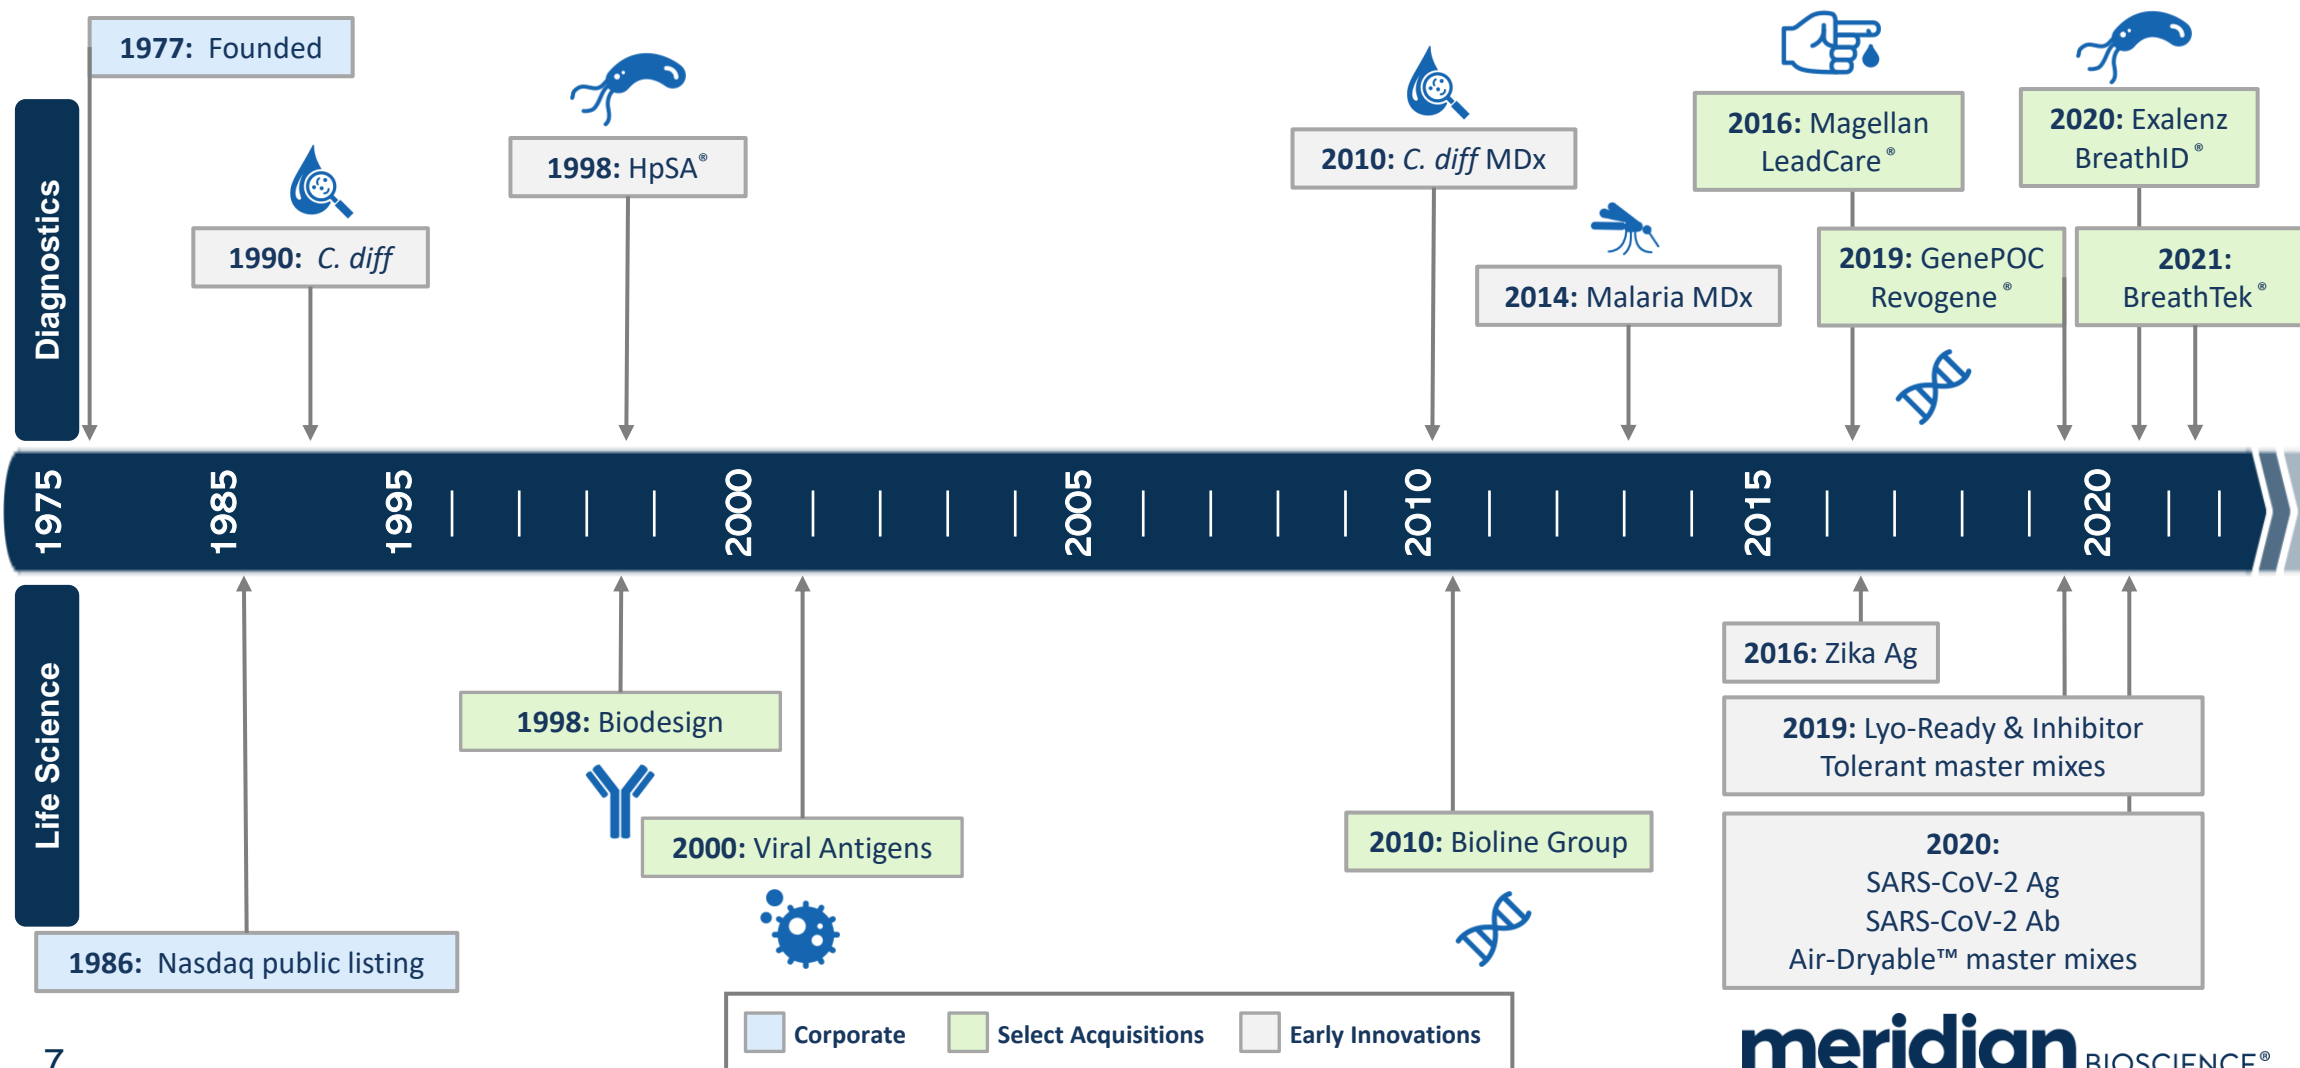 1977: Founded
1990: C. diff
1998: HpSA®
2010: C. diff MDx
2014: Malaria MDx
2016: Magellan
LeadCare®
2019: GenePOC
Revogene®
2020: Exalenz
BreathID®
2021:
BreathTek®
Diagnostics
1975
1985
1995
2000
2005
2010
2015
2020
Life Science
1986: Nasdaq public listing
1998: Biodesign
2000: Viral Antigens
2010: Bioline Group
2016: Zika Ag
2019: Lyo-Ready & Inhibitor
Tolerant master mixes
2020:
SARS-CoV-2 Ag
SARS-CoV-2 Ab
Air-Dryable™ master mixes
Corporate
Select Acquisitions
Early Innovations
7
meridian BIOSCIENCE®